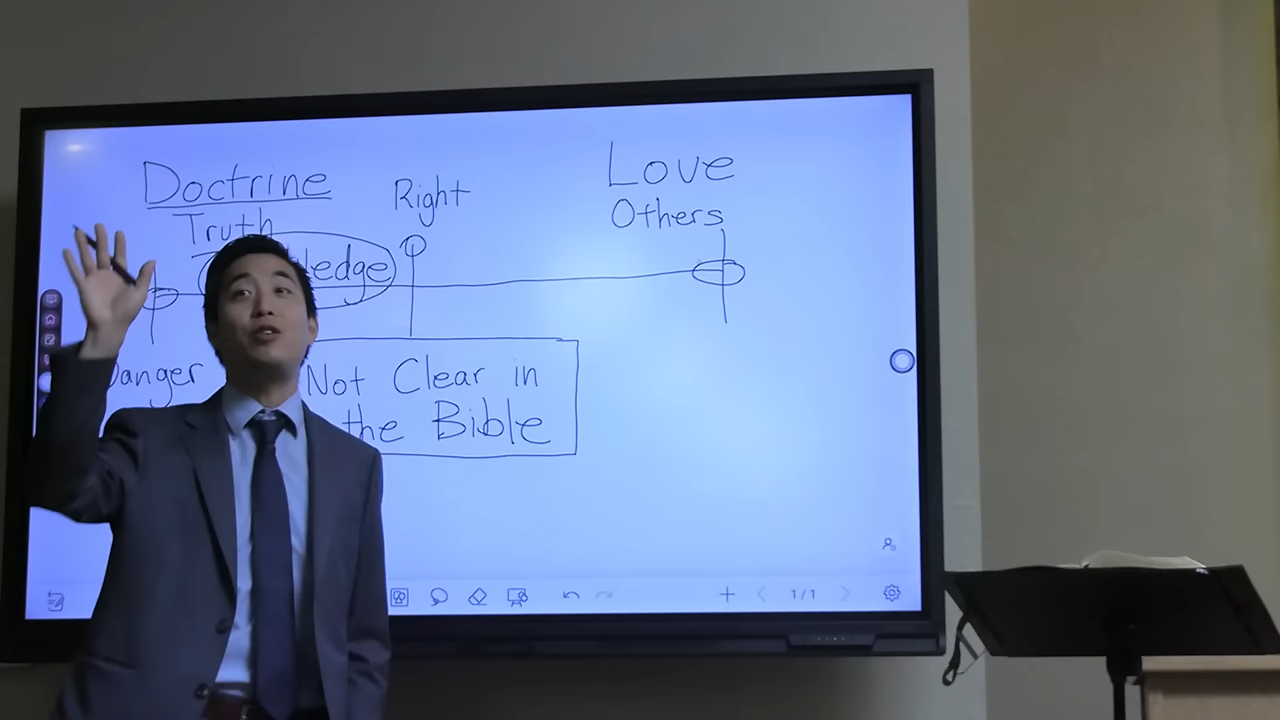 Doctrine
Right
Love
Truth
Others
Danger
Not Clear in
the Bible
1/1